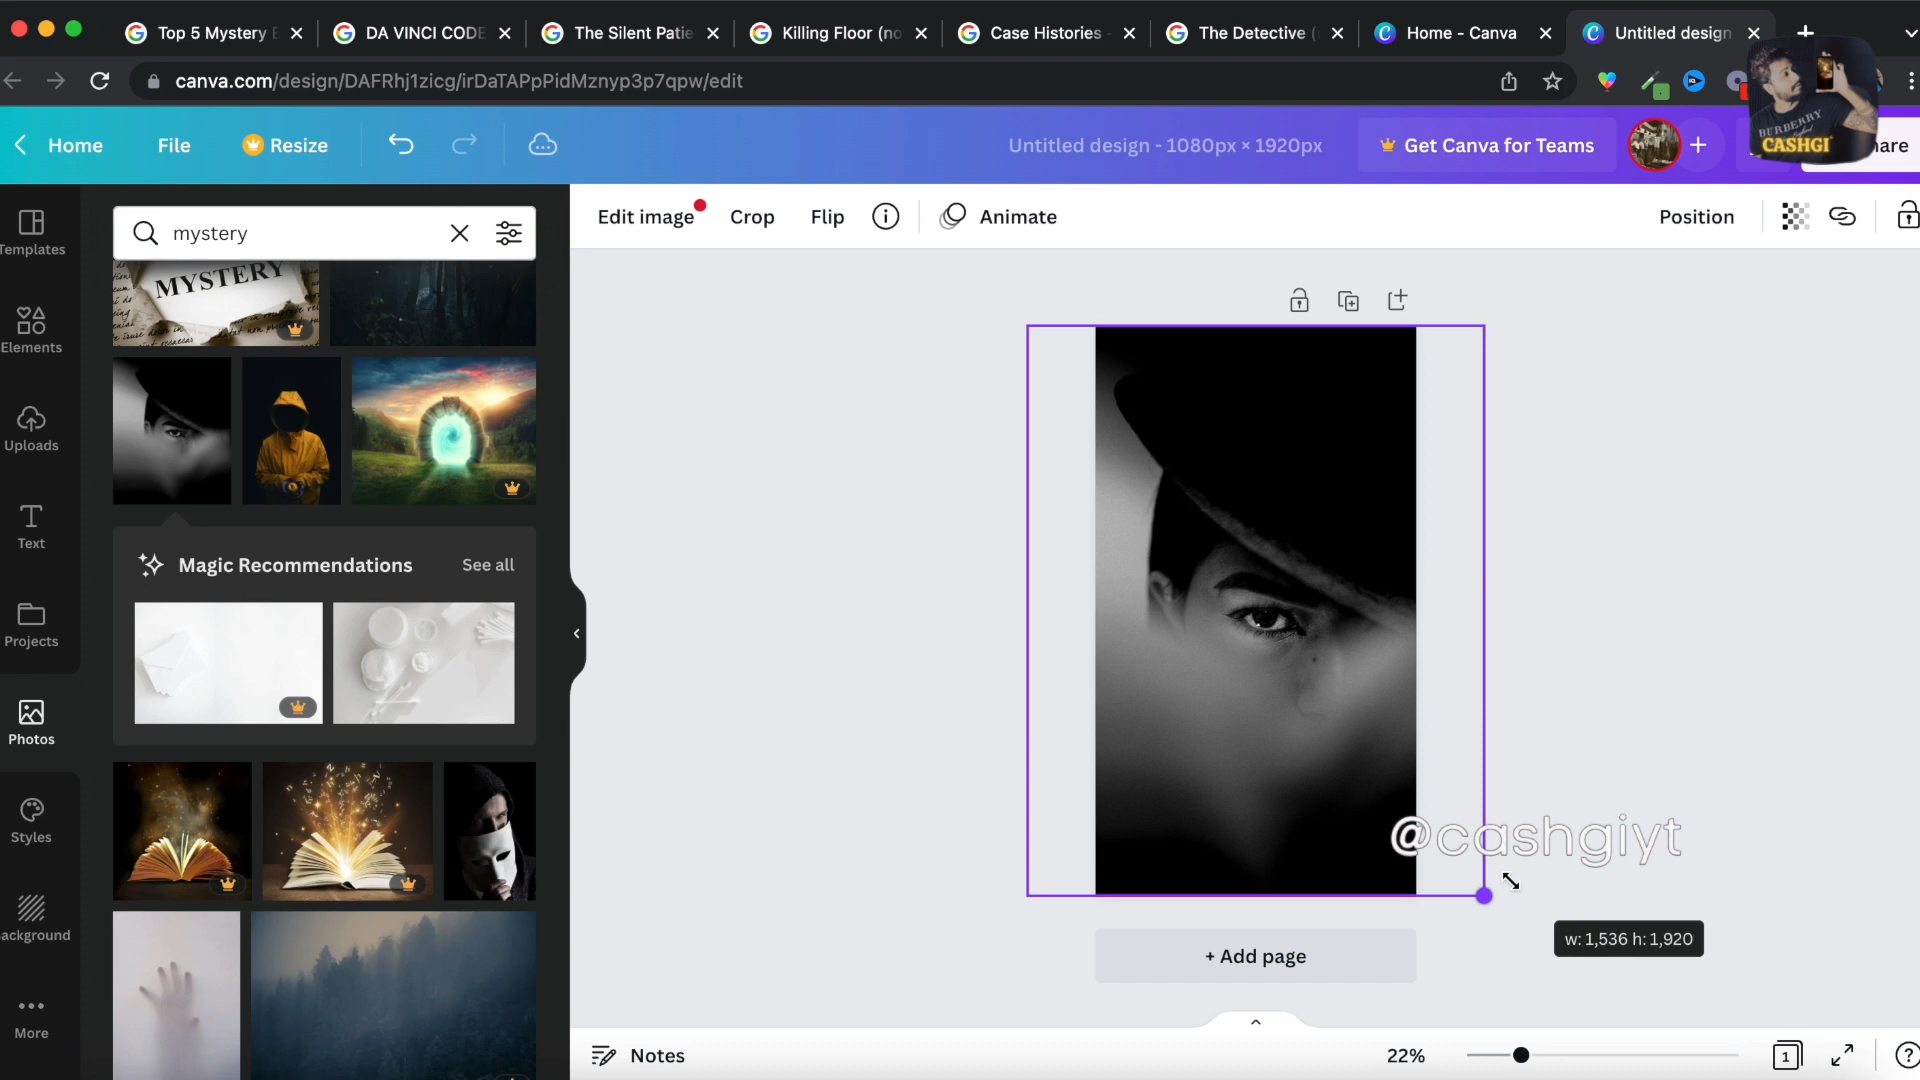 Top 5 Mystery
DA VINCI CODE
The Silent Patie
Killing Floor (no
Case Histories -
The Detective (
Home - Canva
Untitled design
canva.com/design/DAFRhj1zicg/irDaTAPpPidMznyp3p7qpw/edit
BURBERRY
CASHGI
Home
File
Resize
Untitled design - 1080px × 1920px
Get Canva for Teams
are
Templates
Elements
Uploads
Text
Projects
Photos
Styles
ackground
More
mystery
MYSTERY
Magic Recommendations
See all
Edit image
Crop
Flip
Animate
Position
@cashgiyt
w: 1,536 h: 1,920
+ Add page
Notes
22%
1